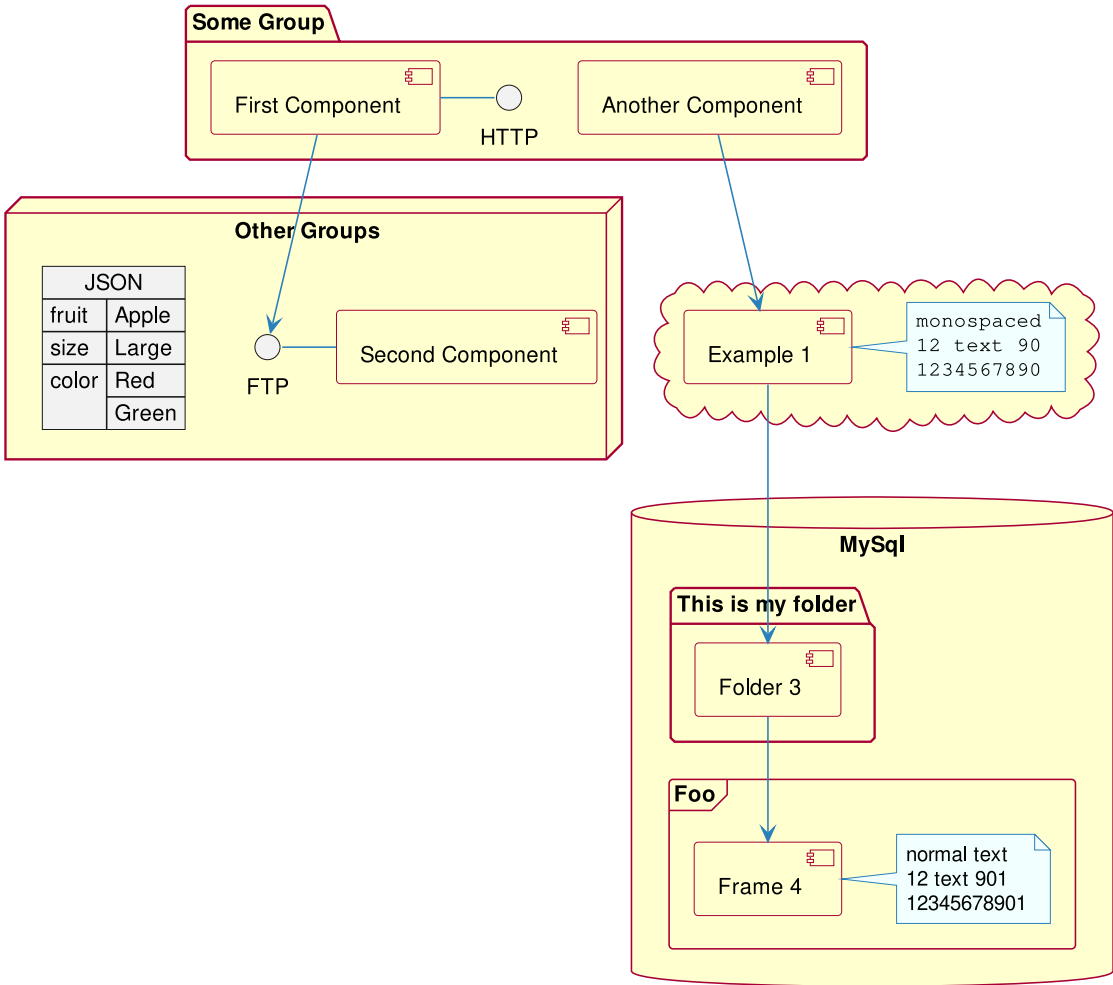 Some Group
First Component
HTTP
Another Component
Other Groups
JSON
fruit Apple
size Large
color Red
Green
FTP
Second Component
Example 1
monospaced
12 text 90
1234567890
MySql
This is my folder
Folder 3
Foo
Frame 4
normal text
12 text 901
12345678901